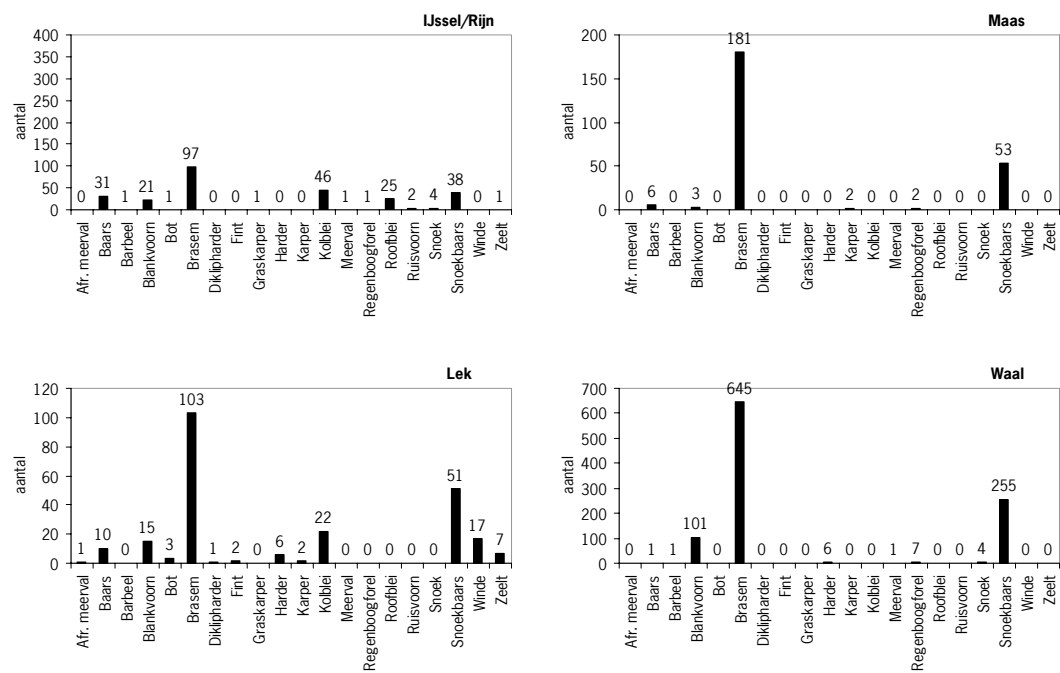 IJssel/Rijn
aantal
400
350
300
250
200
150
100
50
0
0 31 1 21 1 97 0 0 1 0 0 46 1 1 25 2 4 38 0 1
Afr. meerval
Baars
Barbeel
Blankvoorn
Bot
Brasem
Diklipharder
Fint
Graskarper
Harder
Karper
Kolblei
Meerval
Regenboogforel
Roofblei
Ruisvoorn
Snoek
Snoekbaars
Winde
Zeelt
Maas
aantal
200
150
100
50
0
0 6 0 3 0 181 0 0 0 0 2 0 0 2 0 0 0 53 0 0
Afr. meerval
Baars
Barbeel
Blankvoorn
Bot
Brasem
Diklipharder
Fint
Graskarper
Harder
Karper
Kolblei
Meerval
Regenboogforel
Roofblei
Ruisvoorn
Snoek
Snoekbaars
Winde
Zeelt
Lek
aantal
120
100
80
60
40
20
0
1 10 0 15 3 103 1 2 0 6 2 22 0 0 0 0 0 51 17 7
Afr. meerval
Baars
Barbeel
Blankvoorn
Bot
Brasem
Diklipharder
Fint
Graskarper
Harder
Karper
Kolblei
Meerval
Regenboogforel
Roofblei
Ruisvoorn
Snoek
Snoekbaars
Winde
Zeelt
Waal
aantal
700
600
500
400
300
200
100
0
0 1 1 101 0 645 0 0 0 6 0 0 1 7 0 0 4 255 0 0
Afr. meerval
Baars
Barbeel
Blankvoorn
Bot
Brasem
Diklipharder
Fint
Graskarper
Harder
Karper
Kolblei
Meerval
Regenboogforel
Roofblei
Ruisvoorn
Snoek
Snoekbaars
Winde
Zeelt